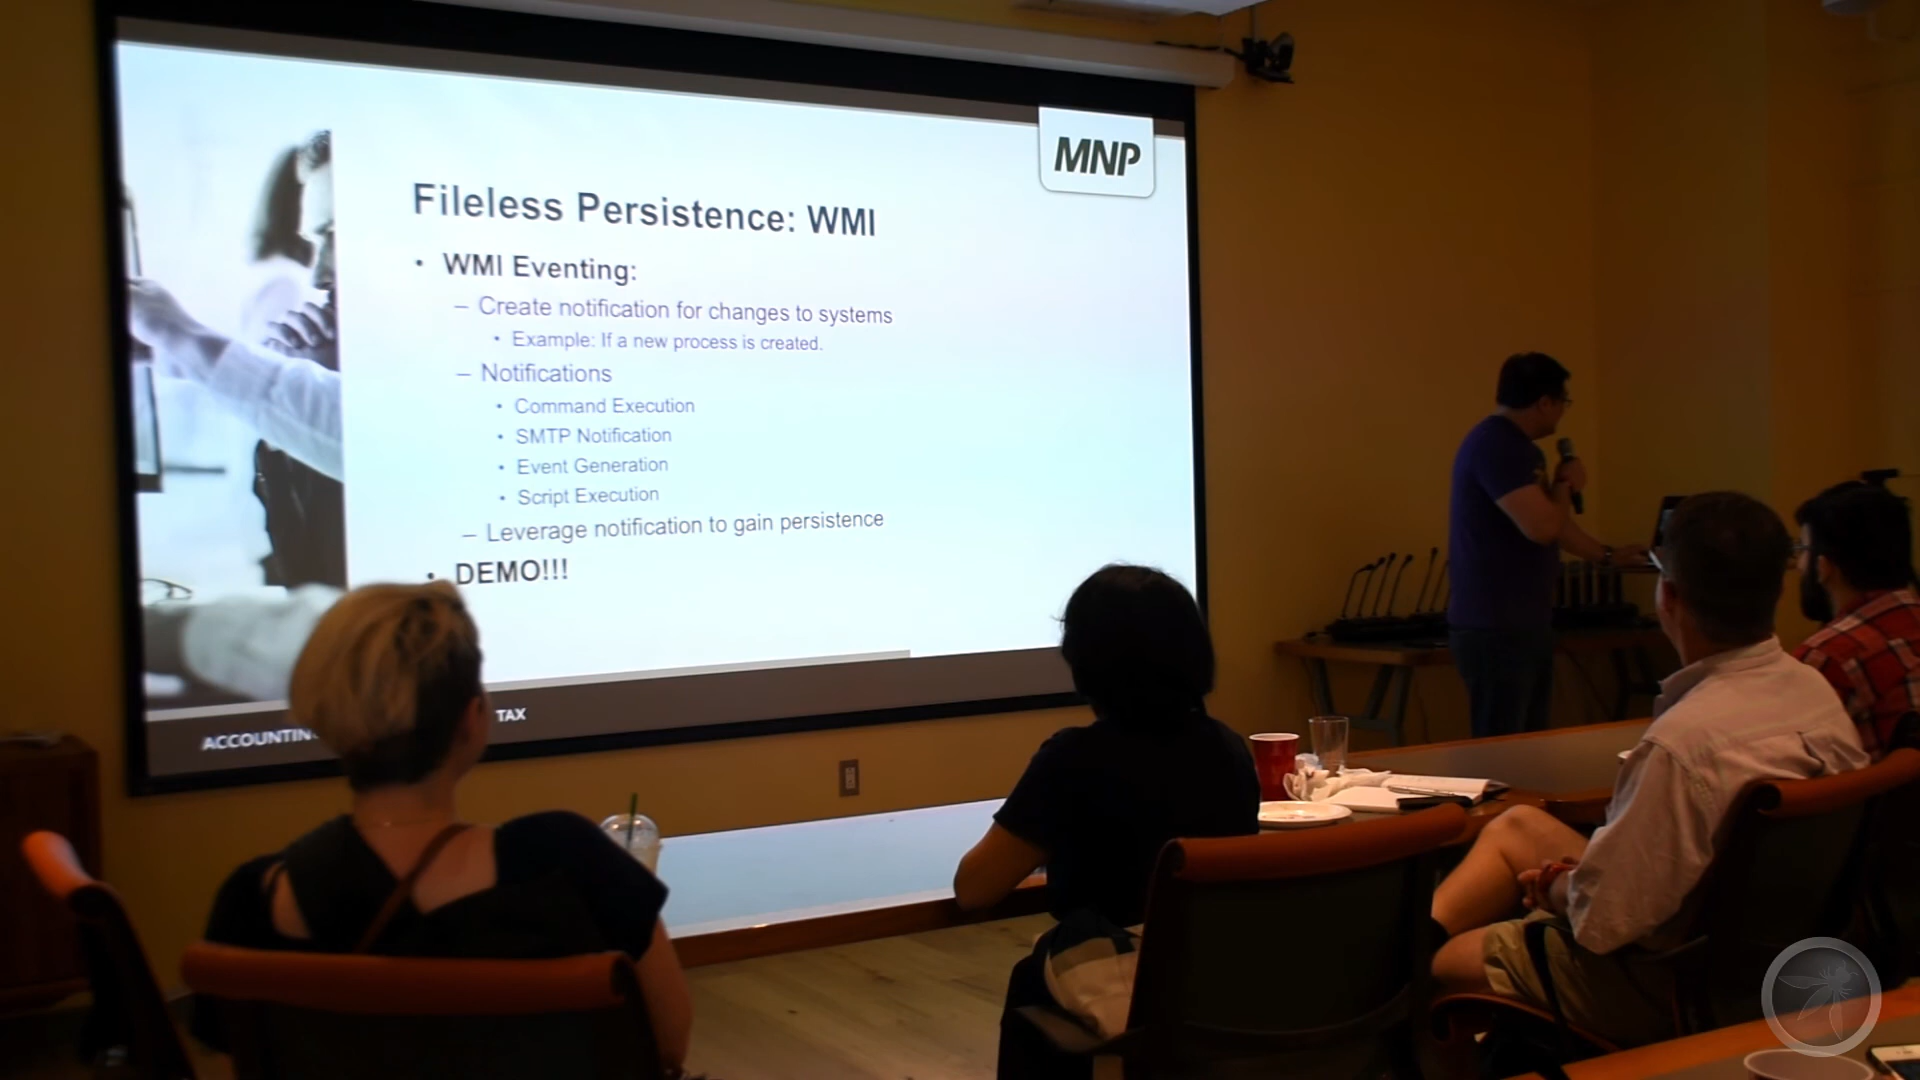 MNP
Fileless Persistence: WMI
• WMI Eventing:
– Create notification for changes to systems
• Example: If a new process is created.
– Notifications
• Command Execution
• SMTP Notification
• Event Generation
• Script Execution
– Leverage notification to gain persistence
• DEMO!!!
TAX